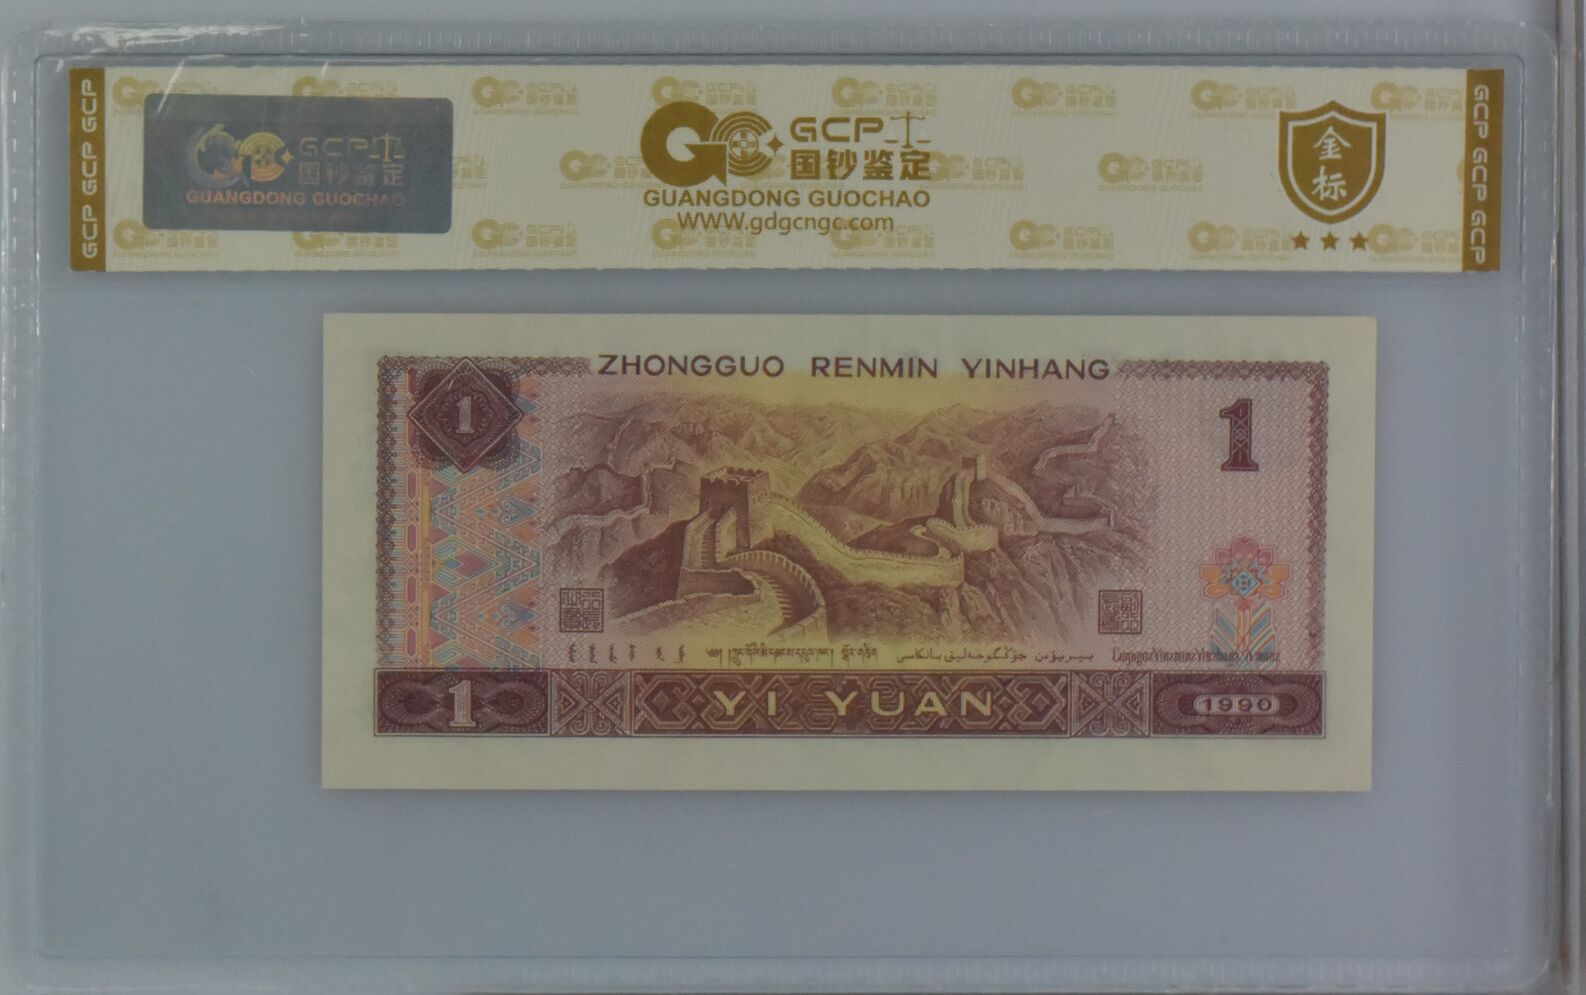 GCP GCP GCP
GCP
国钞鉴定
GUANGDONG GUOCHAO
GCP
国钞鉴定
GUANGDONG GUOCHAO
WWW.gdgcngc.com
金标
GCP GCP GCP
ZHONGGUO RENMIN YINHANG
1
1
1
YI YUAN
1990